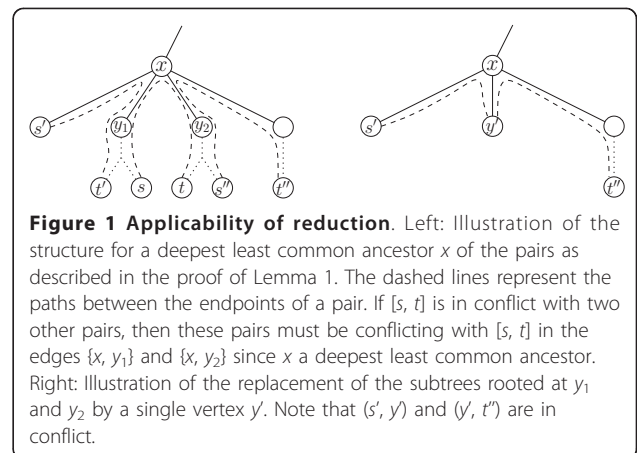 x x
s′ y₁ y₂ s′ y′
t′ s t s″ t″ t″
Figure 1 Applicability of reduction. Left: Illustration of the
structure for a deepest least common ancestor x of the pairs as
described in the proof of Lemma 1. The dashed lines represent the
paths between the endpoints of a pair. If [s, t] is in conflict with two
other pairs, then these pairs must be conflicting with [s, t] in the
edges {x, y₁} and {x, y₂} since x a deepest least common ancestor.
Right: Illustration of the replacement of the subtrees rooted at y₁
and y₂ by a single vertex y′. Note that (s′, y′) and (y′, t″) are in
conflict.